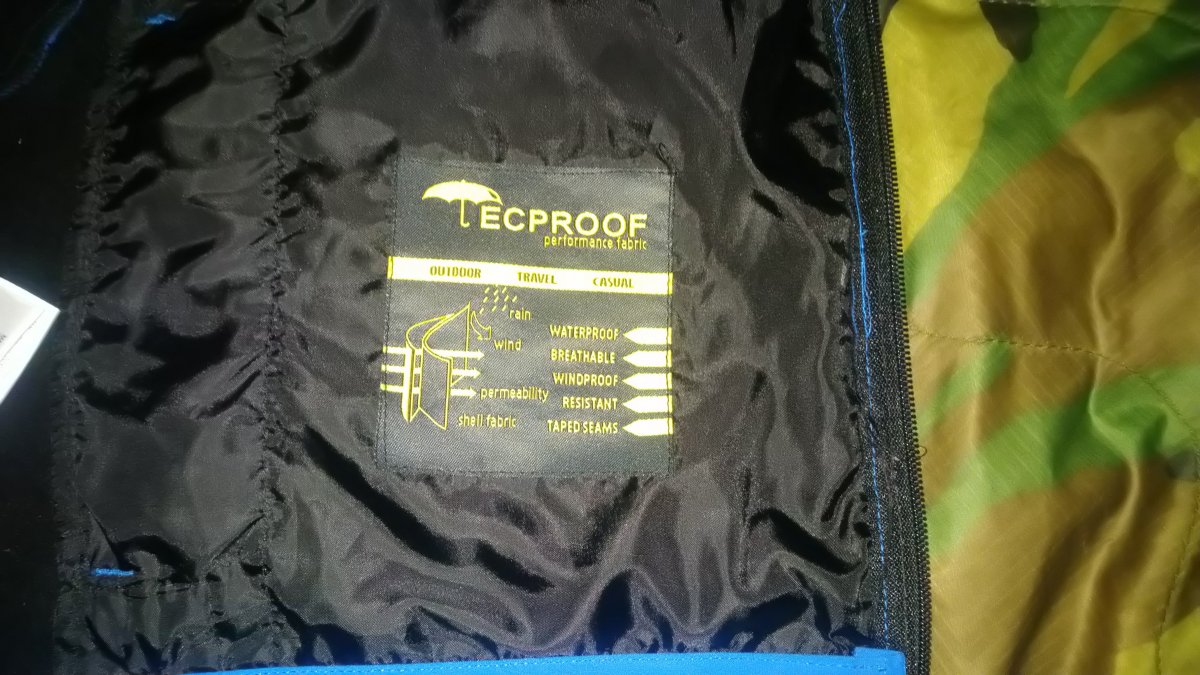 TECPROOF
performance fabric
OUTDOOR TRAVEL CASUAL
rain
wind
permeability
shell fabric
WATERPROOF
BREATHABLE
WINDPROOF
RESISTANT
TAPED SEAMS